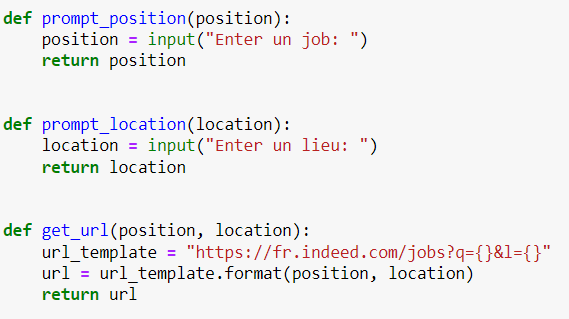 def prompt_position(position):
    position = input("Enter un job: ")
    return position
def prompt_location(location):
    location = input("Enter un lieu: ")
    return location
def get_url(position, location):
    url_template = "https://fr.indeed.com/jobs?q={}&l={}"
    url = url_template.format(position, location)
    return url